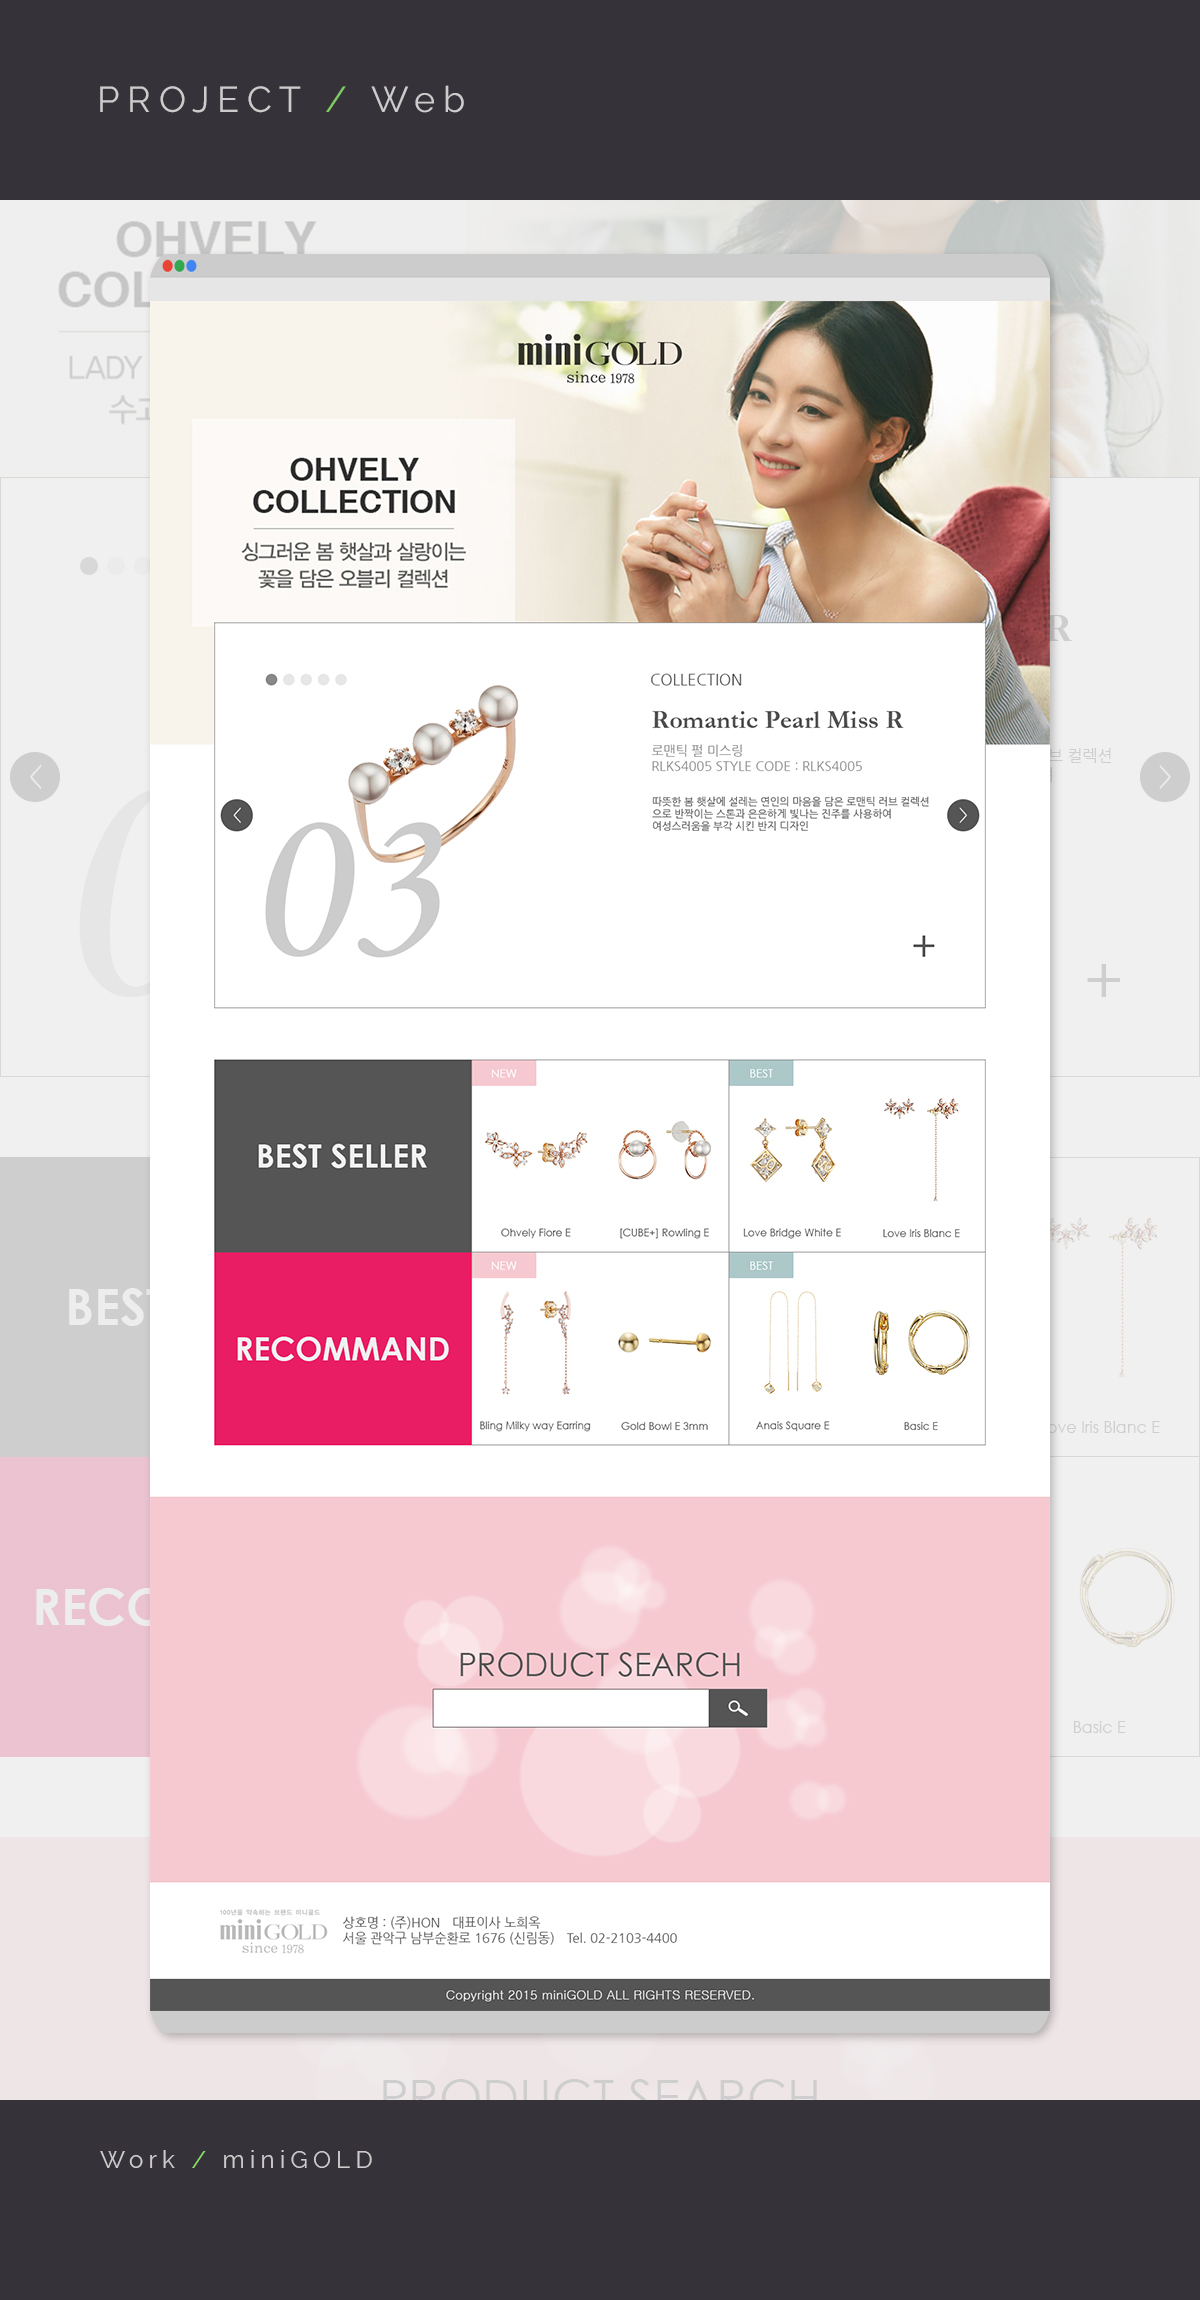 PROJECT / Web
OHVELY
COL
LADY
수
miniGOLD
since 1978
OHVELY
COLLECTION
싱그러운 봄 햇살과 살랑이는
꽃을 담은 오블리 컬렉션
COLLECTION
Romantic Pearl Miss R
로맨틱 펄 미스링
RLKS4005 STYLE CODE : RLKS4005
따뜻한 봄 햇살에 설레는 연인의 마음을 담은 로맨틱 러브 컬렉션
으로 반짝이는 스톤과 은은하게 빛나는 진주를 사용하여
여성스러움을 부각 시킨 반지 디자인
03
R
브 컬렉션
0
BEST SELLER
NEW
Ohvely Fiore E
[CUBE+] Rowling E
BEST
Love Bridge White E
Love Iris Blanc E
RECOMMAND
NEW
Bling Milky way Earring
Gold Bowl E 3mm
BEST
Anais Square E
Basic E
BES
ove Iris Blanc E
RECO
Basic E
PRODUCT SEARCH
100년을 약속하는 브랜드 미니골드
miniGOLD
since 1978
상호명 : (주)HON 대표이사 노희옥
서울 관악구 남부순환로 1676 (신림동) Tel. 02-2103-4400
Copyright 2015 miniGOLD ALL RIGHTS RESERVED.
PRODUCT SEARCH
Work / miniGOLD